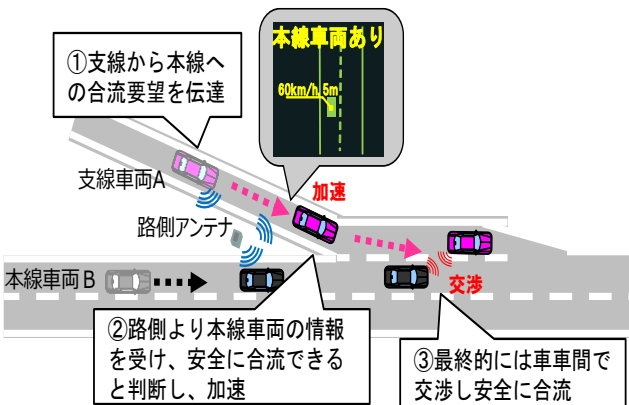 ①支線から本線へ
の合流要望を伝達
本線車両あり
60km/h,5m
支線車両A
加速
路側アンテナ
本線車両B
交渉
②路側より本線車両の情報
を受け、安全に合流できる
と判断し、加速
③最終的には車車間で
交渉し安全に合流